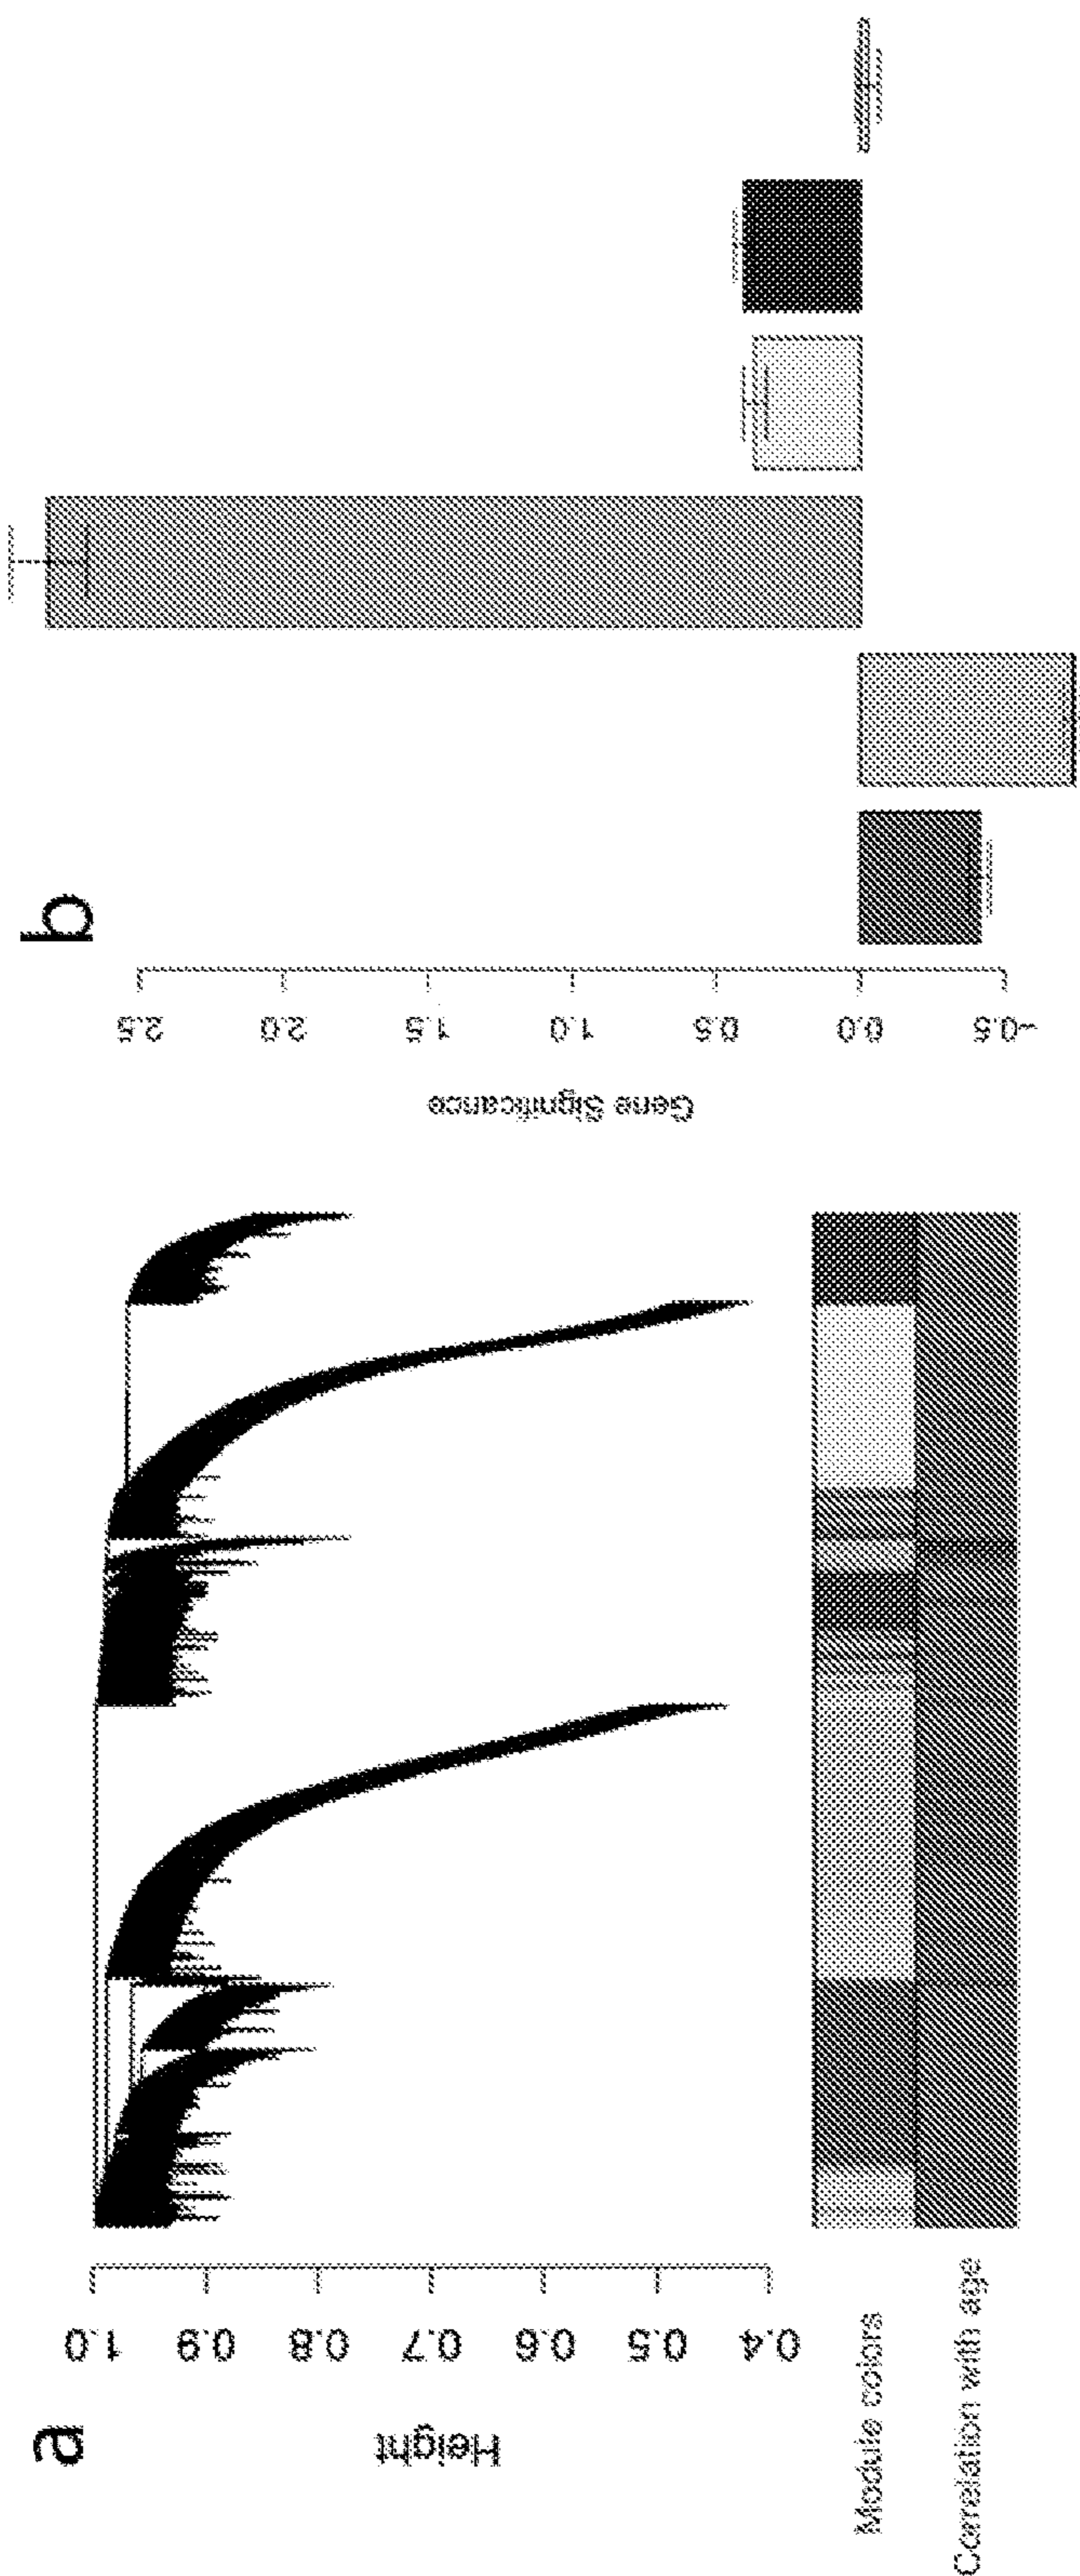 a
Height
1.0
0.9
0.8
0.7
0.6
0.5
0.4
Module colors
Correlation with age
b
Gene Significance
2.5
2.0
1.5
1.0
0.5
0.0
-0.5